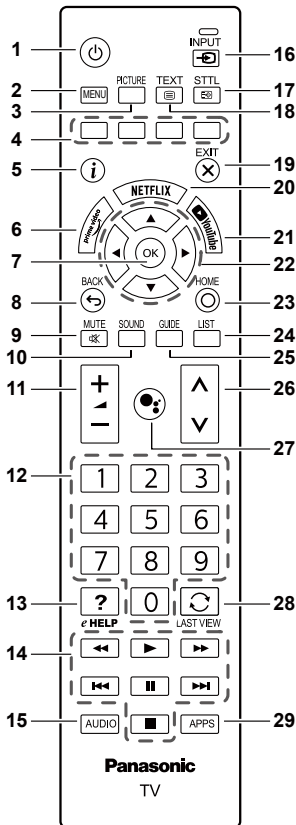 INPUT
1
16
PICTURE TEXT STTL
2 MENU 17
3 18
4
EXIT
5 i 19
NETFLIX 20
6 prime video YouTube 21
7 OK 22
BACK HOME
8 23
MUTE SOUND GUIDE LIST
9 24
10 25
11 + 26
−
27
12 1 2 3
4 5 6
7 8 9
13 ? 0 28
e HELP LAST VIEW
14
15 AUDIO APPS 29
Panasonic
TV